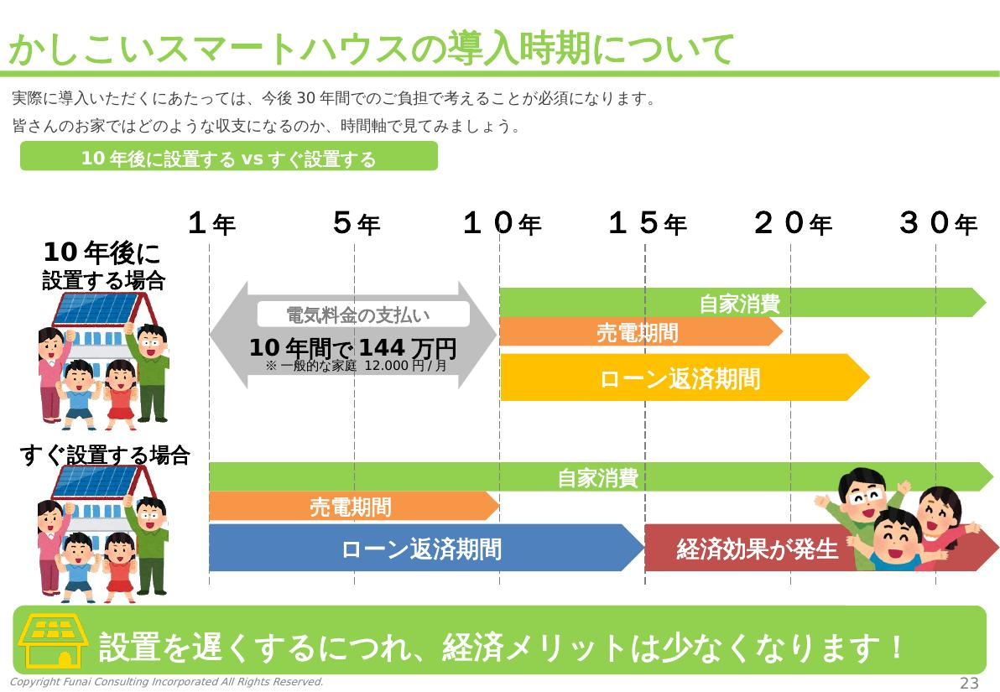 かしこいスマートハウスの導入時期について
実際に導入いただくにあたっては、今後 30 年間でのご負担で考えることが必須になります。
皆さんのお家ではどのような収支になるのか、時間軸で見てみましょう。
10 年後に設置する vs すぐ設置する
１年 ５年 １０年 １５年 ２０年 ３０年
10 年後に
設置する場合
電気料金の支払い
10 年間で 144 万円
※ 一般的な家庭 12.000 円 / 月
自家消費
売電期間
ローン返済期間
すぐ設置する場合
自家消費
売電期間
ローン返済期間
経済効果が発生
設置を遅くするにつれ、経済メリットは少なくなります！
Copyright Funai Consulting Incorporated All Rights Reserved.
23